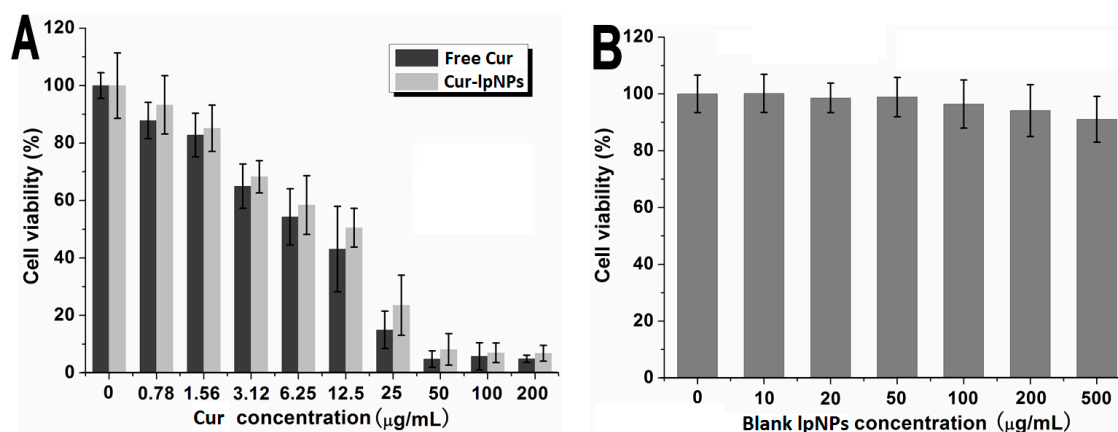 A
Cell viability (%)
120
100
80
60
40
20
0
Free Cur
Cur-lpNPs
0 0.78 1.56 3.12 6.25 12.5 25 50 100 200
Cur concentration (μg/mL)
B
Cell viability (%)
120
100
80
60
40
20
0
0 10 20 50 100 200 500
Blank lpNPs concentration (μg/mL)